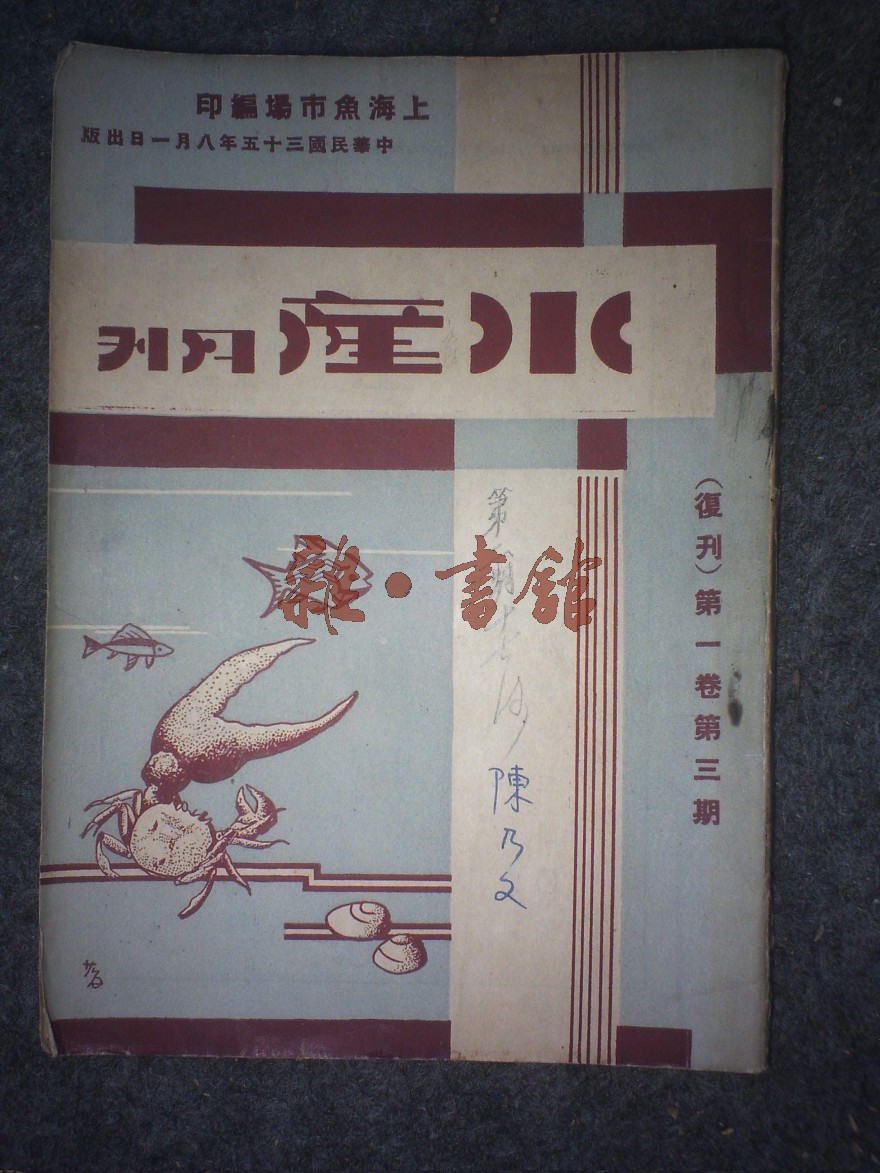 上海魚市場編印
中華民國三十五年八月一日出版
水產月刊
（復刊）第一卷第三期
雜·書館
陳乃文